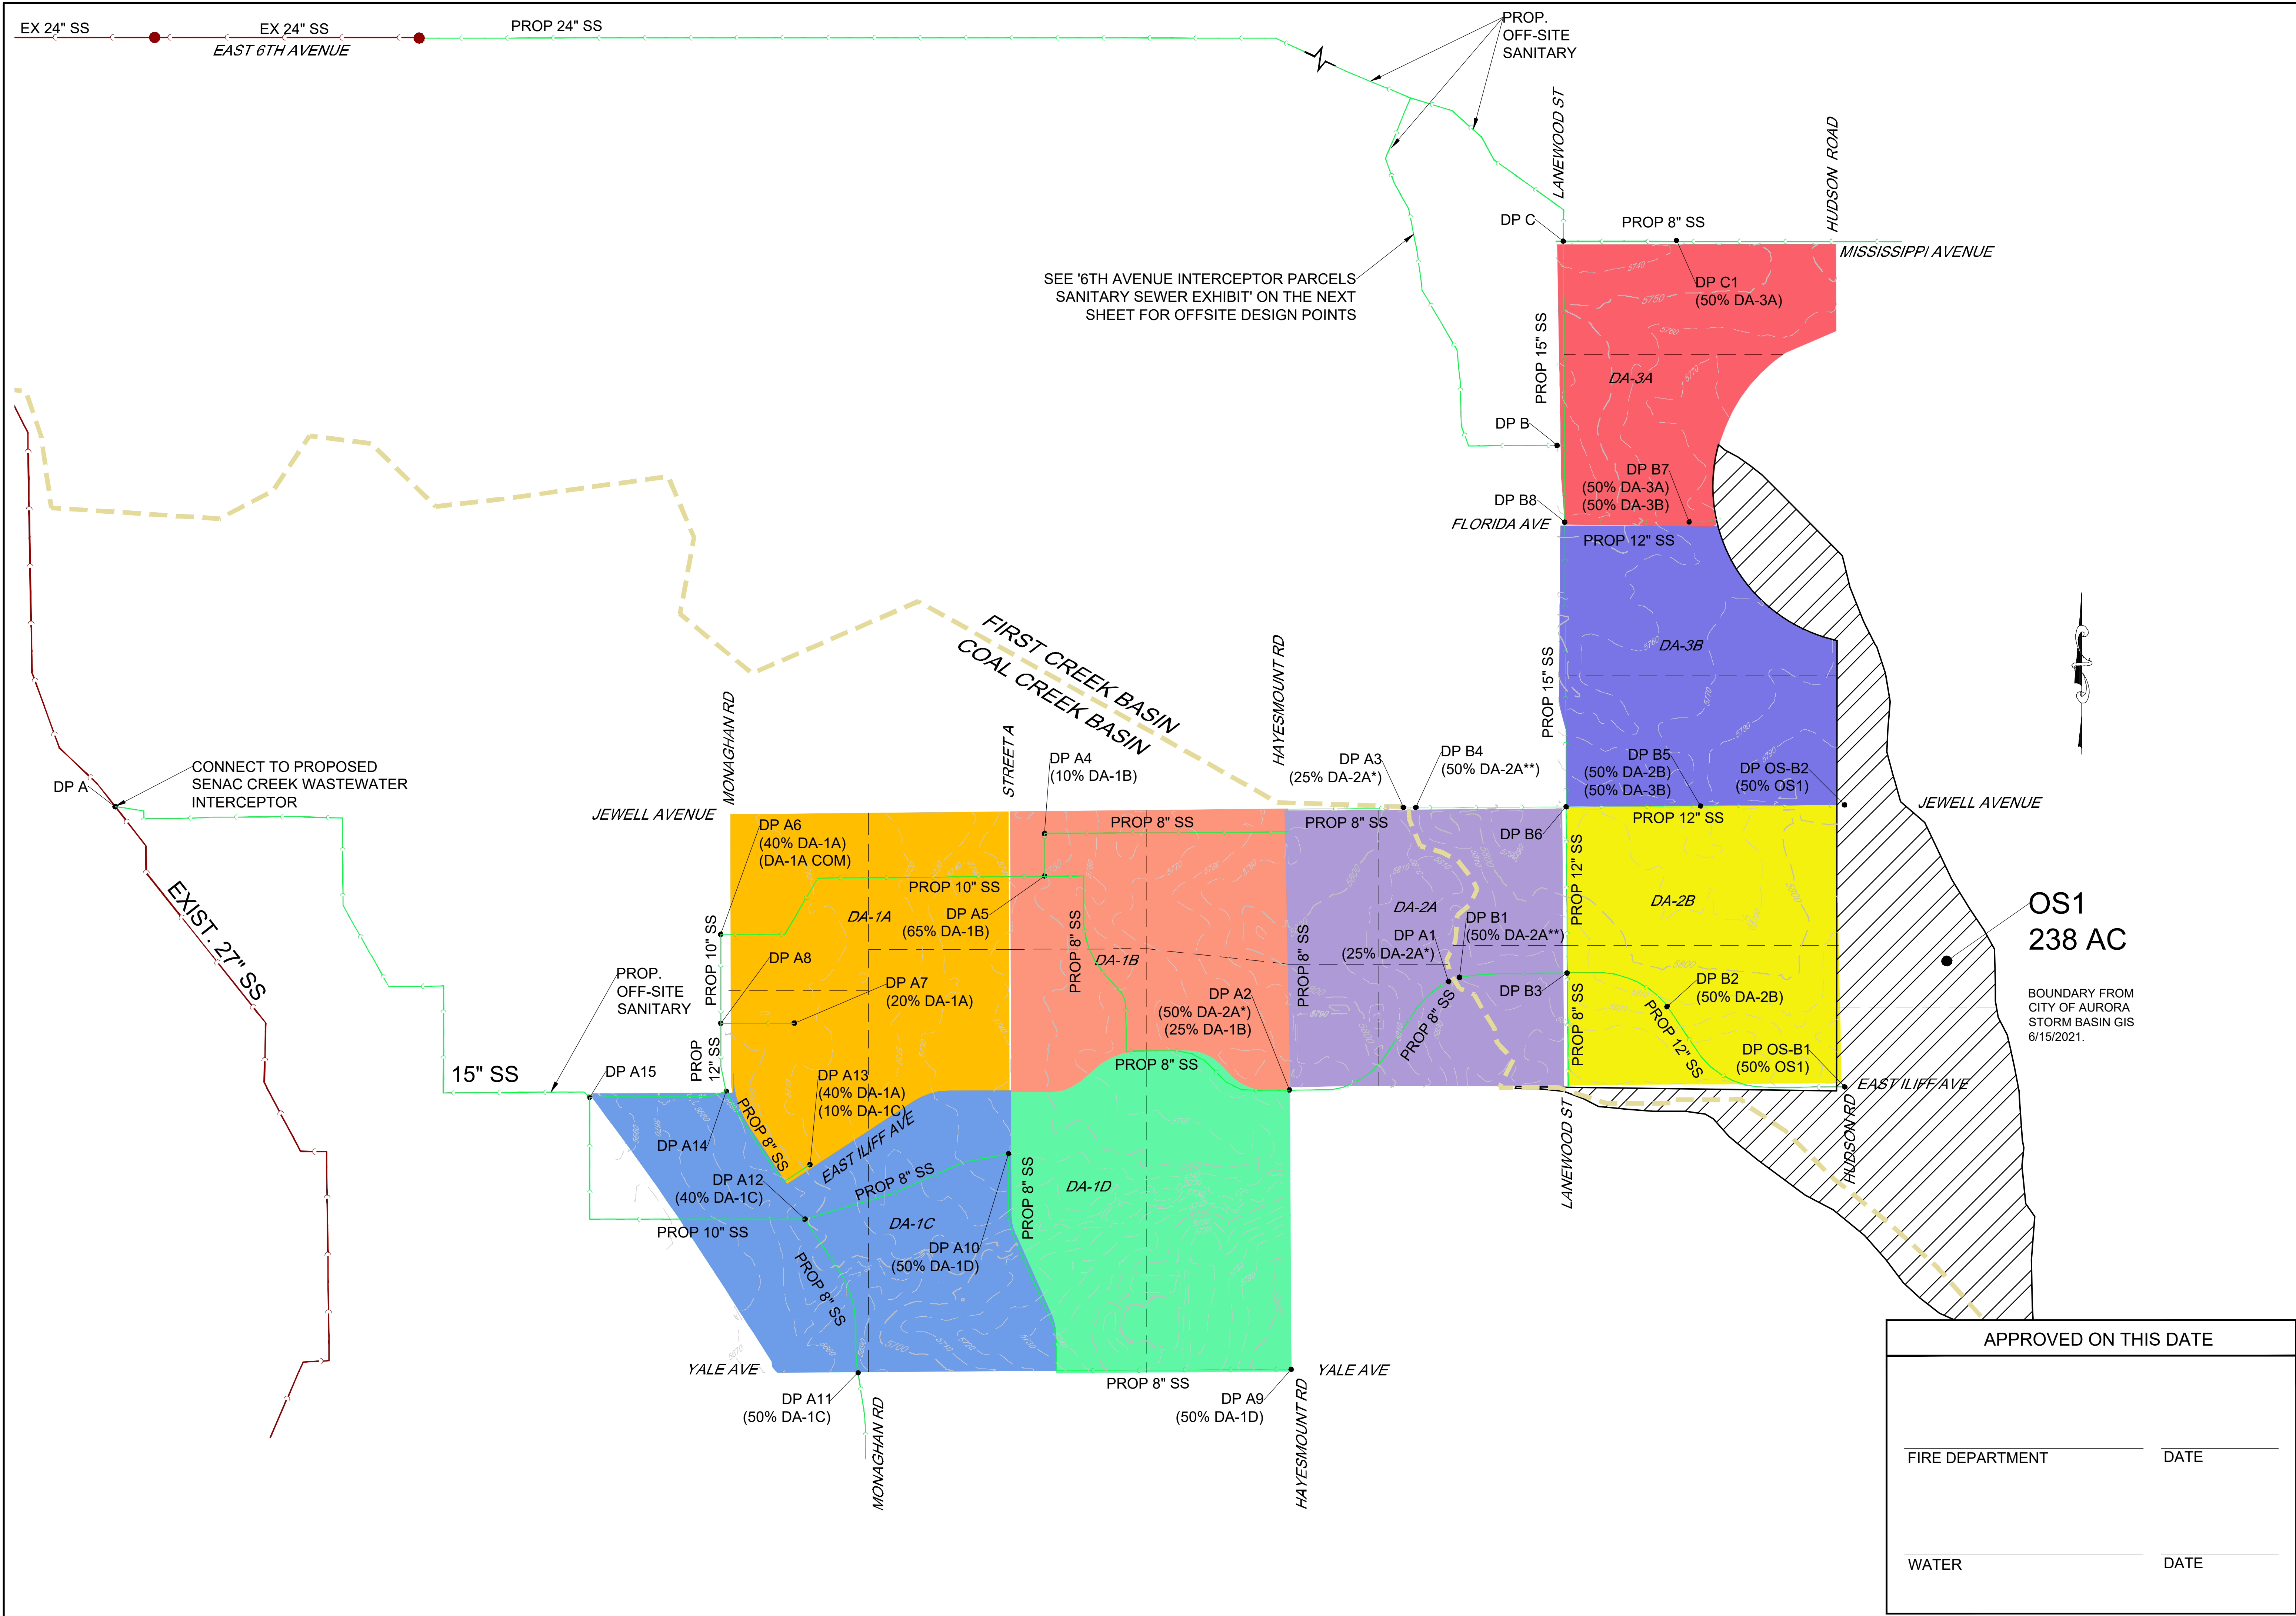 EX 24" SS
EX 24" SS
EAST 6TH AVENUE
PROP 24" SS
PROP.
OFF-SITE
SANITARY
LANEWOOD ST
HUDSON ROAD
DP C
PROP 8" SS
MISSISSIPPI AVENUE
SEE '6TH AVENUE INTERCEPTOR PARCELS
SANITARY SEWER EXHIBIT' ON THE NEXT
SHEET FOR OFFSITE DESIGN POINTS
5740
DP C1
(50% DA-3A)
5750
5760
PROP 15" SS
DA-3A
5770
DP B
DP B7
(50% DA-3A)
(50% DA-3B)
DP B8
FLORIDA AVE
PROP 12" SS
FIRST CREEK BASIN
COAL CREEK BASIN
HAYESMOUNT RD
5760
DA-3B
PROP 15" SS
5770
5780
5790
MONAGHAN RD
STREET A
CONNECT TO PROPOSED
SENAC CREEK WASTEWATER
INTERCEPTOR
DP A
DP A4
(10% DA-1B)
DP A3
(25% DA-2A*)
DP B4
(50% DA-2A**)
DP B5
(50% DA-2B)
(50% DA-3B)
DP OS-B2
(50% OS1)
JEWELL AVENUE
JEWELL AVENUE
DP A6
(40% DA-1A)
(DA-1A COM)
PROP 8" SS
PROP 8" SS
DP B6
PROP 12" SS
EXIST. 27" SS
PROP 10" SS
DA-1A
DP A5
(65% DA-1B)
PROP 10" SS
PROP 8" SS
DA-1B
PROP 8" SS
DA-2A
DP B1
(50% DA-2A**)
DP A1
(25% DA-2A*)
PROP 12" SS
DA-2B
5800
OS1
238 AC
DP A8
DP A7
(20% DA-1A)
PROP.
OFF-SITE
SANITARY
DP A2
(50% DA-2A*)
(25% DA-1B)
PROP 8" SS
DP B3
PROP 8" SS
DP B2
(50% DA-2B)
PROP 12" SS
BOUNDARY FROM
CITY OF AURORA
STORM BASIN GIS
6/15/2021.
15" SS
DP A15
PROP
12" SS
PROP 8" SS
DP A13
(40% DA-1A)
(10% DA-1C)
PROP 8" SS
DP OS-B1
(50% OS1)
EAST ILIFF AVE
LANEWOOD ST
HUDSON RD
DP A14
EAST ILIFF AVE
DP A12
(40% DA-1C)
PROP 8" SS
PROP 8" SS
DA-1D
PROP 10" SS
DA-1C
DP A10
(50% DA-1D)
PROP 8" SS
5670
5680
5690
5700
5710
5720
5730
YALE AVE
DP A11
(50% DA-1C)
MONAGHAN RD
PROP 8" SS
DP A9
(50% DA-1D)
YALE AVE
HAYESMOUNT RD
APPROVED ON THIS DATE
FIRE DEPARTMENT
DATE
WATER
DATE